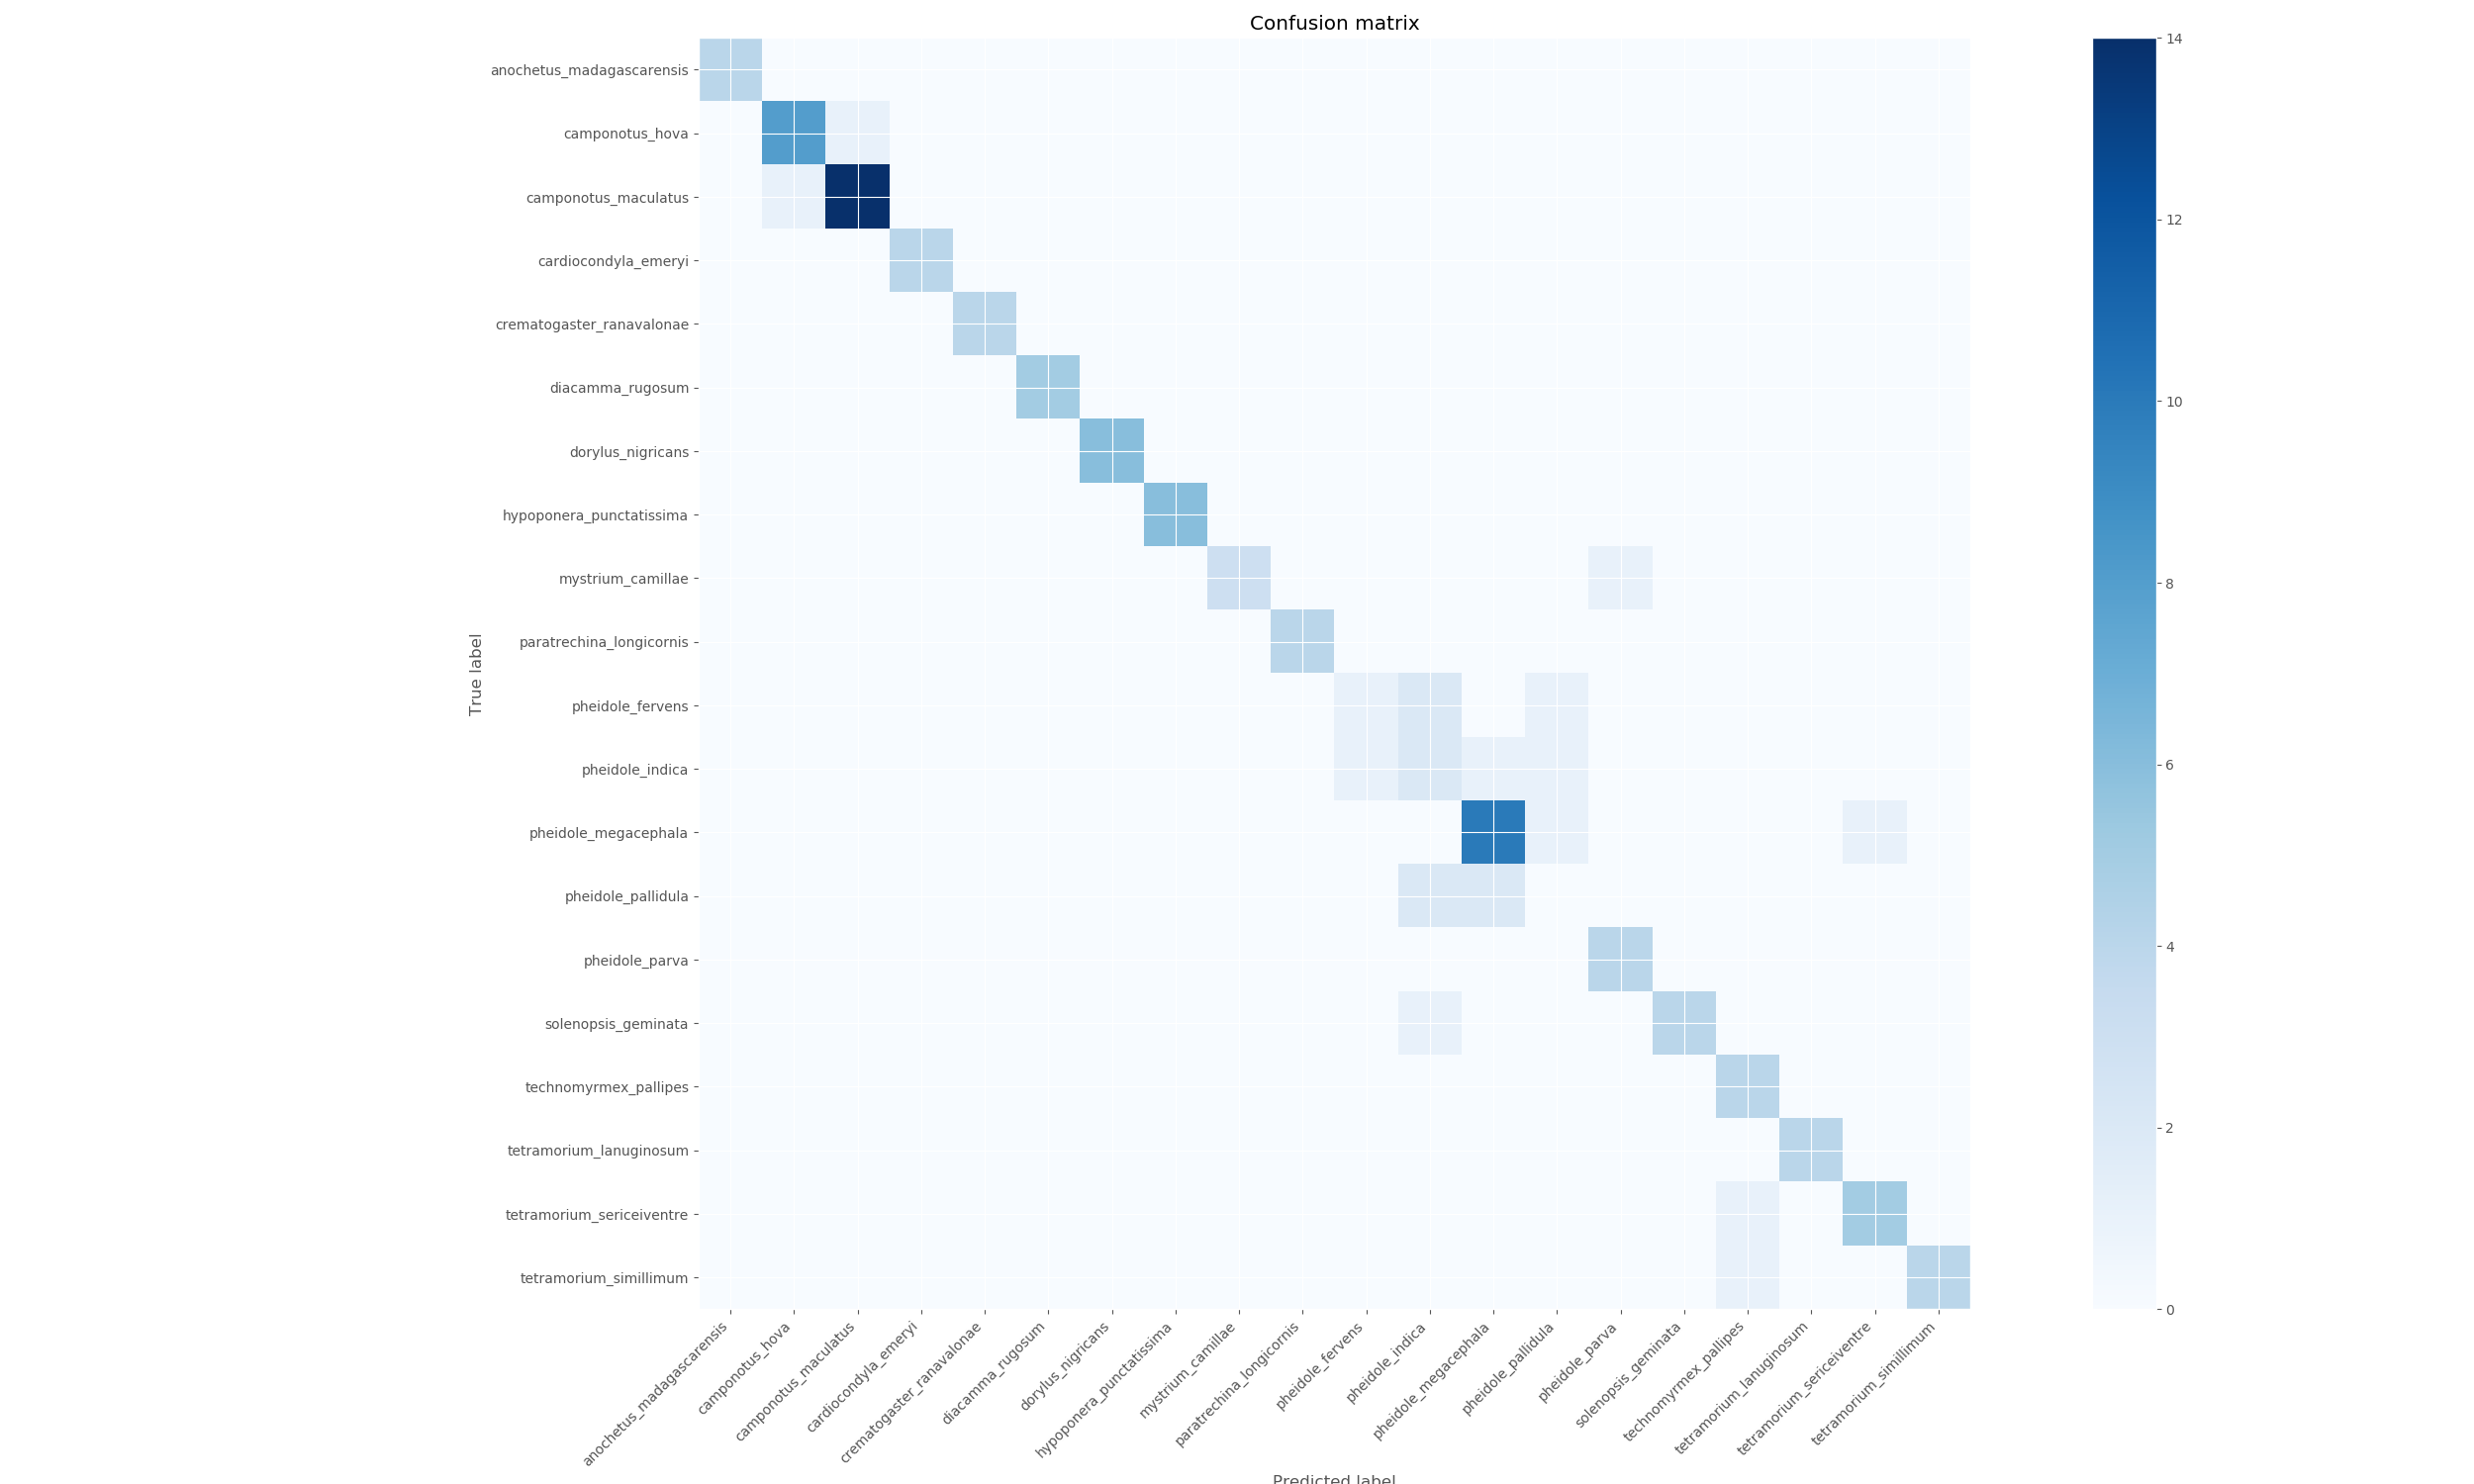 Confusion matrix
anochetus_madagascarensis
camponotus_hova
camponotus_maculatus
cardiocondyla_emeryi
crematogaster_ranavalonae
diacamma_rugosum
dorylus_nigricans
hypoponera_punctatissima
mystrium_camillae
paratrechina_longicornis
pheidole_fervens
pheidole_indica
pheidole_megacephala
pheidole_pallidula
pheidole_parva
solenopsis_geminata
technomyrmex_pallipes
tetramorium_lanuginosum
tetramorium_sericeiventre
tetramorium_simillimum
True label
anochetus_madagascarensis
camponotus_hova
camponotus_maculatus
cardiocondyla_emeryi
crematogaster_ranavalonae
diacamma_rugosum
dorylus_nigricans
hypoponera_punctatissima
mystrium_camillae
paratrechina_longicornis
pheidole_fervens
pheidole_indica
pheidole_megacephala
pheidole_pallidula
pheidole_parva
solenopsis_geminata
technomyrmex_pallipes
tetramorium_lanuginosum
tetramorium_sericeiventre
tetramorium_simillimum
Predicted label
14
12
10
8
6
4
2
0